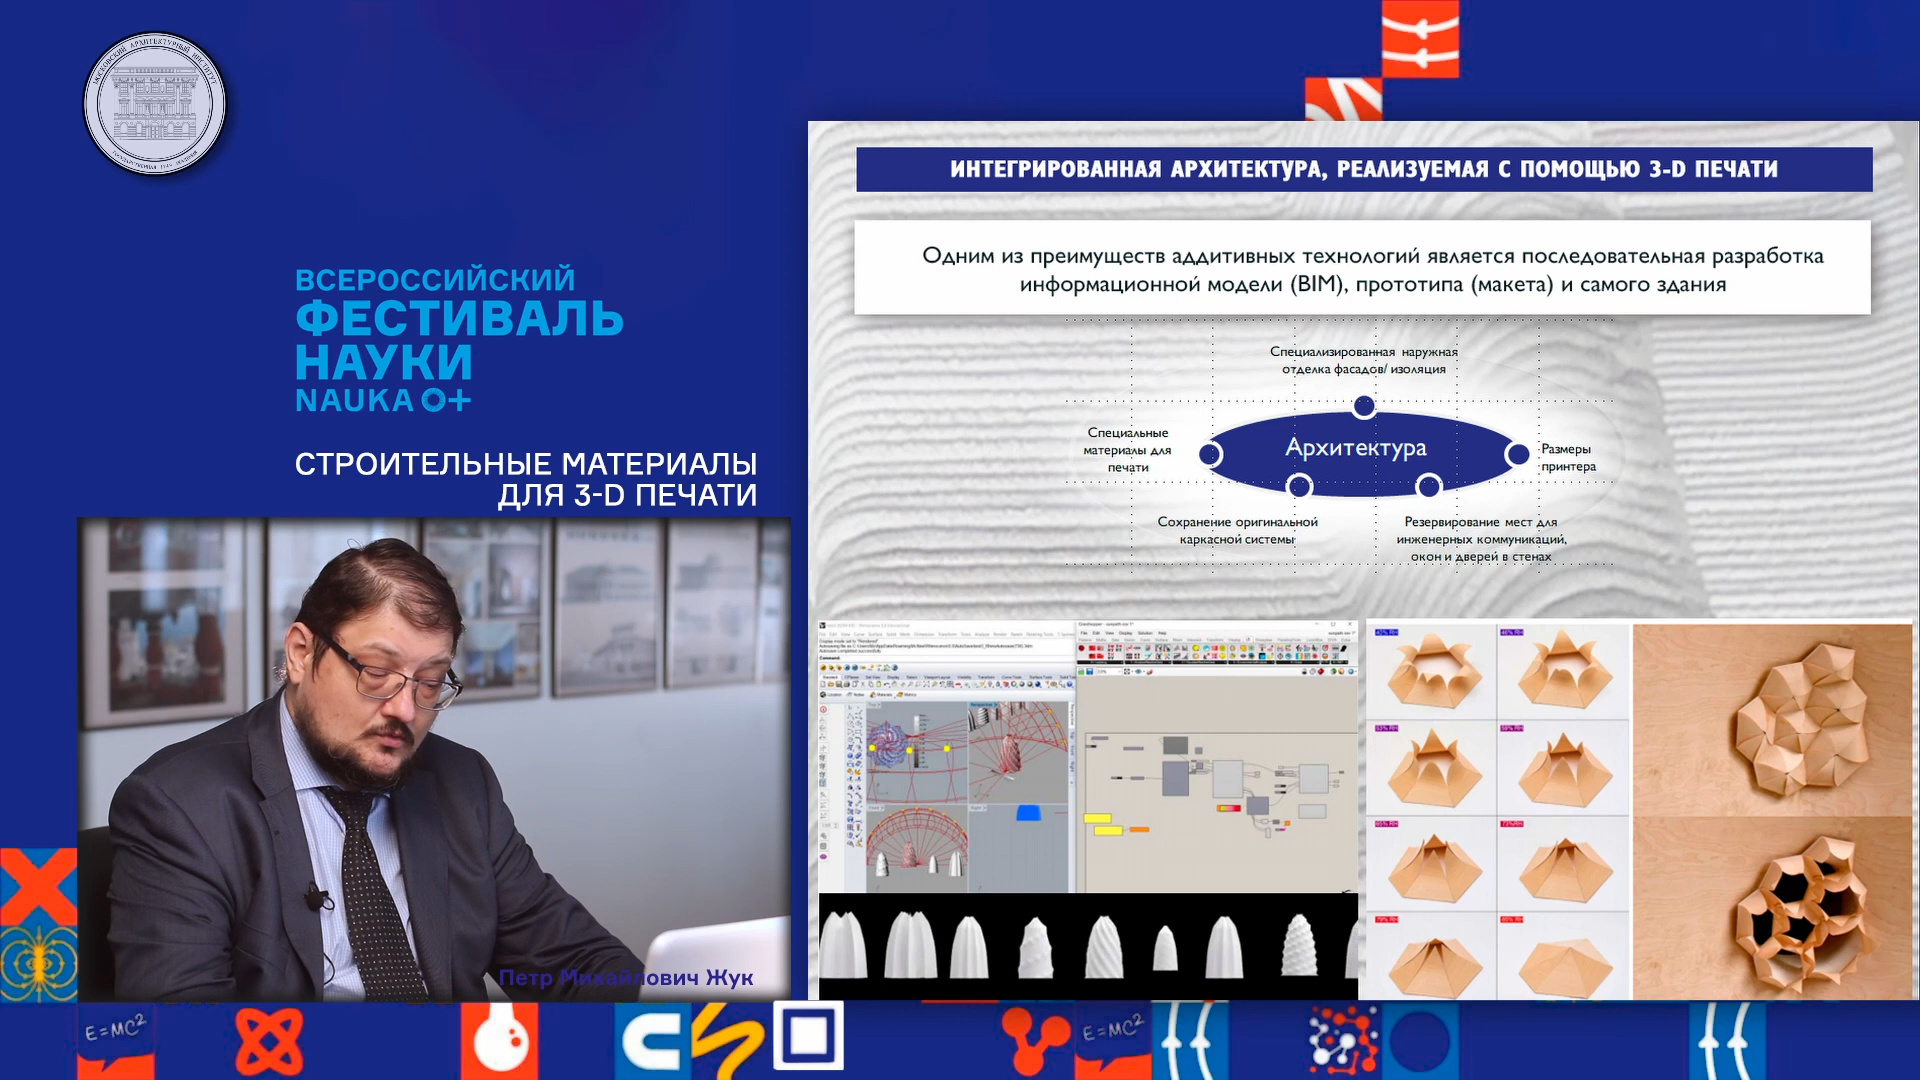 МОСКОВСКИЙ АРХИТЕКТУРНЫЙ ИНСТИТУТ
ВСЕРОССИЙСКИЙ
ФЕСТИВАЛЬ
НАУКИ
NAUKA 0+
СТРОИТЕЛЬНЫЕ МАТЕРИАЛЫ
ДЛЯ 3-D ПЕЧАТИ
Петр Михайлович Жук
ИНТЕГРИРОВАННАЯ АРХИТЕКТУРА, РЕАЛИЗУЕМАЯ С ПОМОЩЬЮ 3-D ПЕЧАТИ
Одним из преимуществ аддитивных технологий является последовательная разработка
информационной модели (BIM), прототипа (макета) и самого здания
Специализированная наружная
отделка фасадов/ изоляция
Специальные
материалы для
печати
Архитектура
Размеры
принтера
Сохранение оригинальной
каркасной системы
Резервирование мест для
инженерных коммуникаций,
окон и дверей в стенах
E=MC²
E=MC²